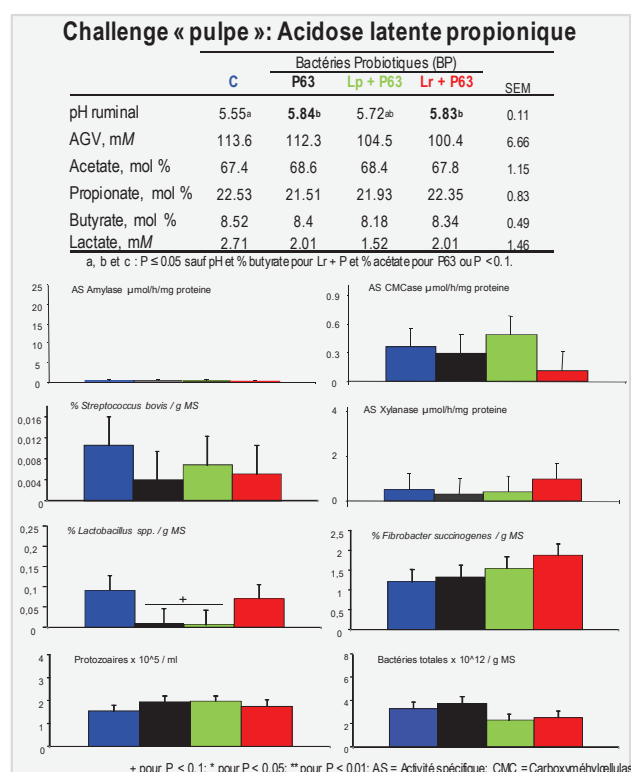 Challenge « pulpe »: Acidose latente propionique
Bactéries Probiotiques (BP)
C P63 Lp + P63 Lr + P63 SEM
pH ruminal 5.55a 5.84b 5.72ab 5.83b 0.11
AGV, mM 113.6 112.3 104.5 100.4 6.66
Acetate, mol % 67.4 68.6 68.4 67.8 1.15
Propionate, mol % 22.53 21.51 21.93 22.35 0.83
Butyrate, mol % 8.52 8.4 8.18 8.34 0.49
Lactate, mM 2.71 2.01 1.52 2.01 1.46
a, b et c : P ≤ 0.05 sauf pH et % butyrate pour Lr + P et % acétate pour P63 ou P < 0.1.
AS Amylase µmol/h/mg proteine
25
20
15
10
5
0
AS CMCase µmol/h/mg proteine
0.9
0.6
0.3
0
% Streptococcus bovis / g MS
0,016
0,012
0,008
0,004
0
AS Xylanase µmol/h/mg proteine
4
2
0
% Lactobacillus spp. / g MS
0,25
0,2
0,15
0,1
0,05
0
+
% Fibrobacter succinogenes / g MS
2,5
2
1,5
1
0,5
0
Protozoaires x 10^5 / ml
4
3
2
1
0
Bactéries totales x 10^12 / g MS
8
6
4
2
0
+ pour P < 0.1; * pour P < 0.05; ** pour P < 0.01; AS = Activité spécifique; CMC = Carboxyméhylœllulas